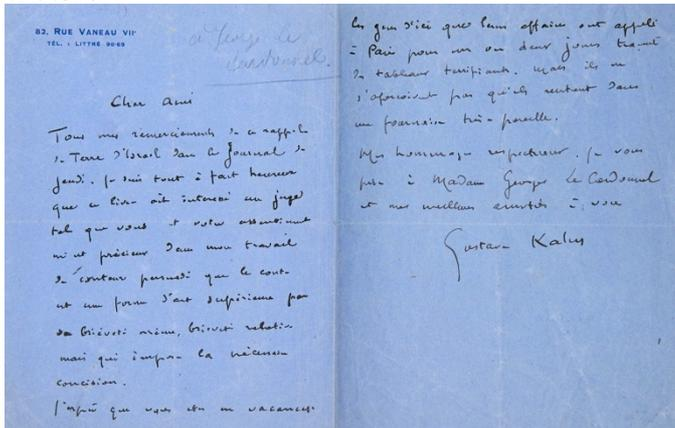 82, RUE VANEAU VIIᵉ
TÉL. : LITTRÉ 90-69
a Georges le
Cardonnel.
Cher Ami
Tous mes remerciements de ce rappel
de Terre d'Israël dans le Journal de
jeudi. Je suis tout à fait heureux
que ce livre ait intéressé un juge
tel que vous et votre assentiment
m'est précieux dans mon travail
de conteur persuadé que le conte
est une forme d'art supérieure par
sa brièveté même, brièveté relative
mais qui impose la nécessaire
concision.
J'espère que vous êtes en vacances.
les gens d'ici que leurs affaires ont appelé
à Paris pour un ou deux jours
des tableaux terrifiants. mais ils ne
s'aperçoivent pas qu'ils rentrent dans
une fournaise très pareille.
Mes hommages respectueux, je vous
prie à Madame Georges Le Cardonnel
et mes meilleures amitiés à vous
Gustave Kahn